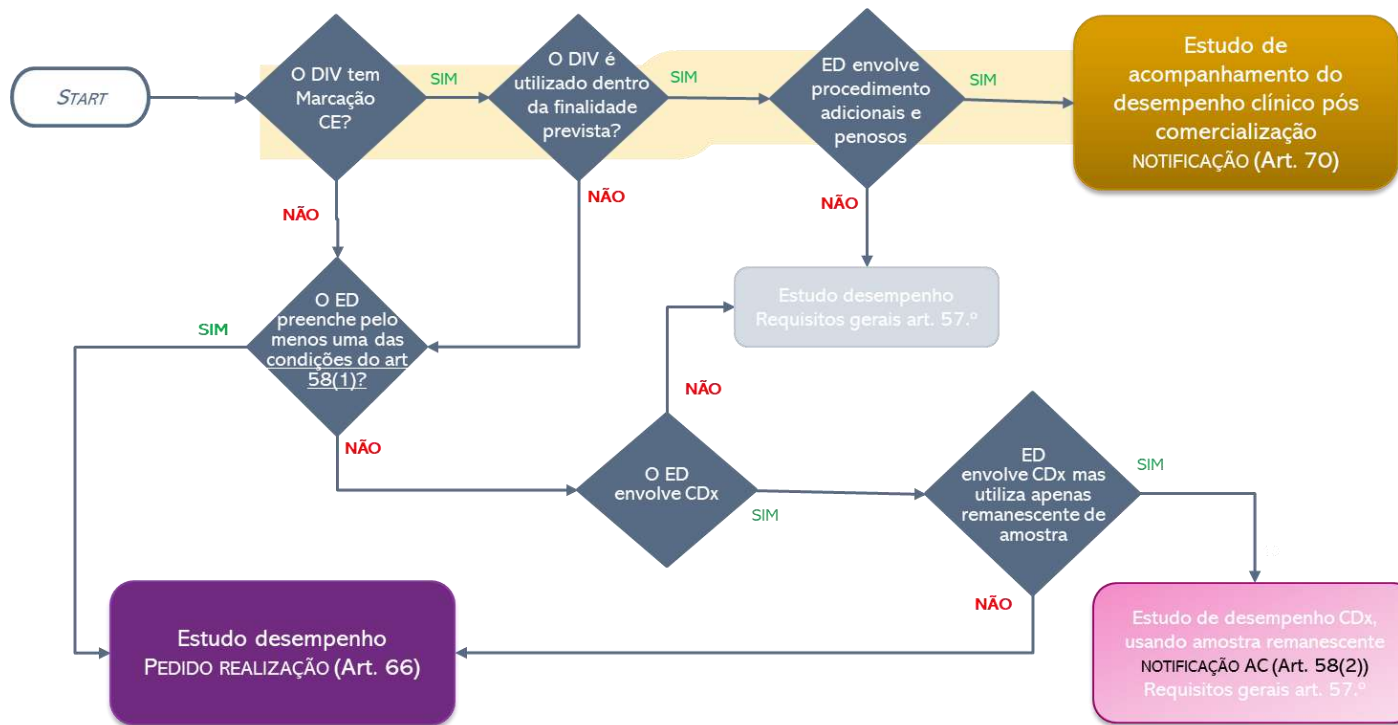 START
O DIV tem
Marcação
CE?
SIM
O DIV é
utilizado dentro
da finalidade
prevista?
SIM
ED envolve
procedimento
adicionais e
penosos
SIM
Estudo de
acompanhamento do
desempenho clínico pós
comercialização
NOTIFICAÇÃO (Art. 70)
NÃO
NÃO
NÃO
O ED
preenche pelo
menos uma das
condições do art
58(1)?
SIM
Estudo desempenho
Requisitos gerais art. 57.º
NÃO
NÃO
O ED
envolve CDx
SIM
ED
envolve CDx mas
utiliza apenas
remanescente de
amostra
SIM
NÃO
Estudo desempenho
PEDIDO REALIZAÇÃO (Art. 66)
Estudo de desempenho CDx,
usando amostra remanescente
NOTIFICAÇÃO AC (Art. 58(2))
Requisitos gerais art. 57.º